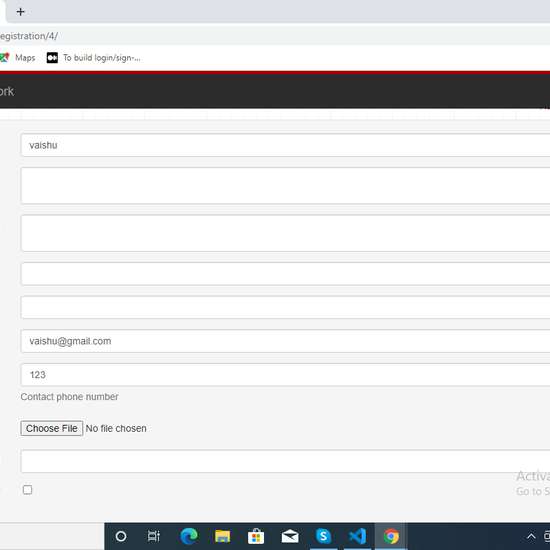 +
egistration/4/
Maps
To build login/sign-...
ork
vaishu
vaishu@gmail.com
123
Contact phone number
Choose File No file chosen
Activa
Go to S